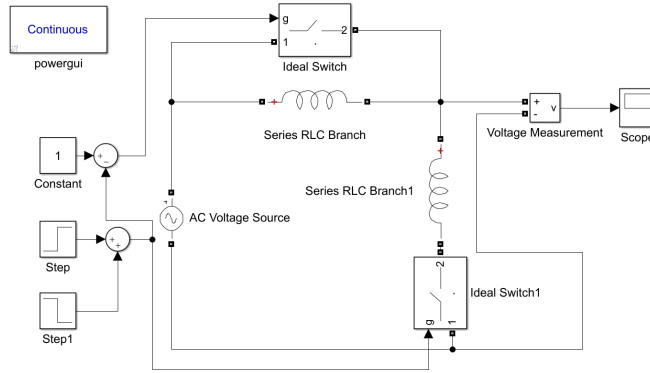 Continuous
powergui
g
1
2
Ideal Switch
+
Series RLC Branch
+
-
v
Voltage Measurement
Scope
1
Constant
+
−
+
Series RLC Branch1
AC Voltage Source
Step
+
+
2
g
1
Ideal Switch1
Step1